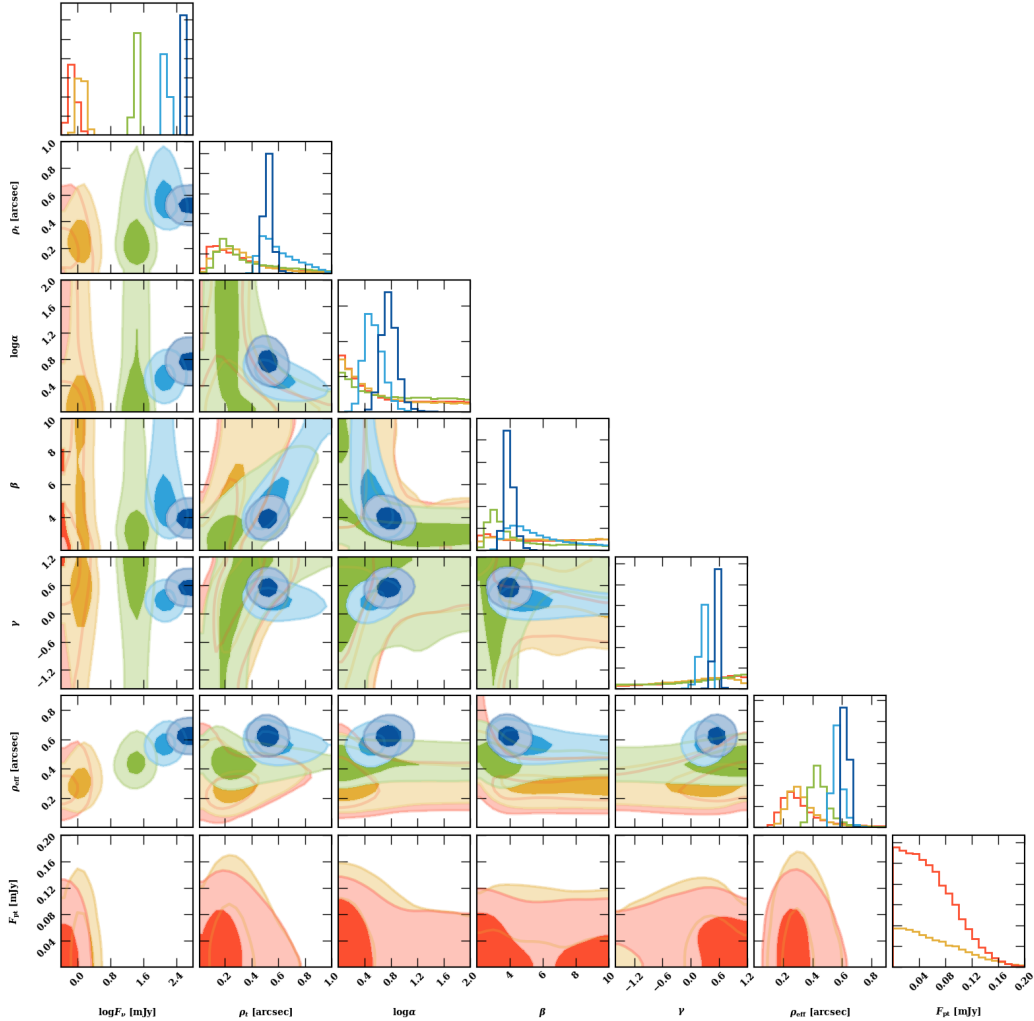 1.0
0.8
0.6
0.4
0.2
ρt [arcsec]
2.0
1.6
1.2
0.8
0.4
logα
10
8
6
4
β
1.2
0.6
0.0
−0.6
−1.2
γ
0.8
0.6
0.4
0.2
ρeff [arcsec]
0.20
0.16
0.12
0.08
0.04
Fpt [mJy]
0.0 0.8 1.6 2.4
0.2 0.4 0.6 0.8 1.0
0.4 0.8 1.2 1.6 2.0
4 6 8 10
−1.2 −0.6 0.0 0.6 1.2
0.2 0.4 0.6 0.8
0.04 0.08 0.12 0.16 0.20
logFν [mJy] ρt [arcsec] logα β γ ρeff [arcsec] Fpt [mJy]